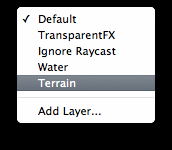 Default
TransparentFX
Ignore Raycast
Water
Terrain
Add Layer...